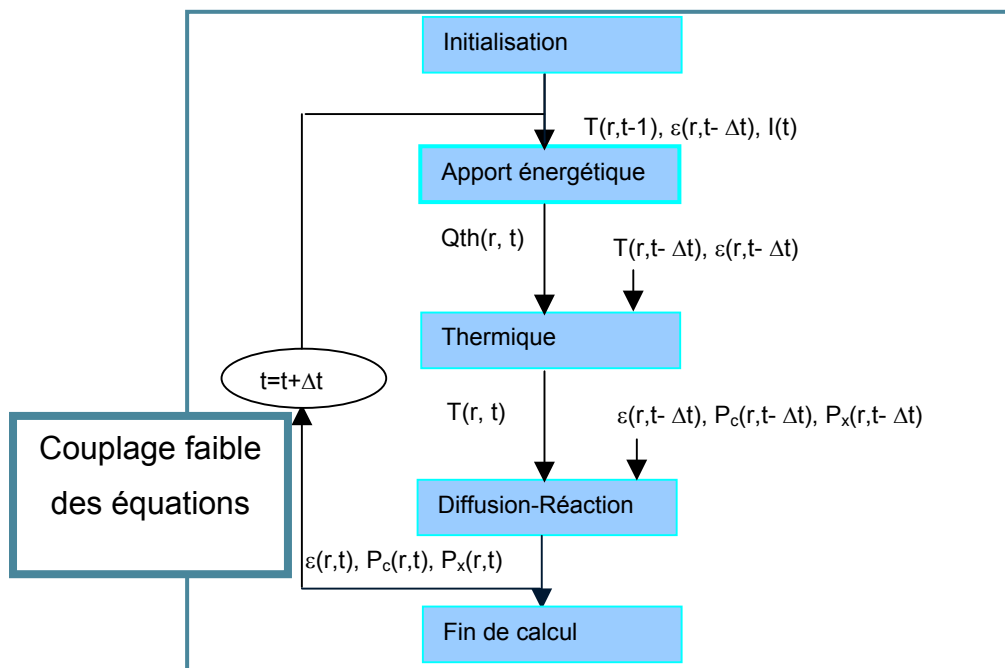 Initialisation
T(r,t-1), ε(r,t- Δt), I(t)
Apport énergétique
Qth(r, t)
T(r,t- Δt), ε(r,t- Δt)
Thermique
t=t+Δt
T(r, t)
ε(r,t- Δt), Pc(r,t- Δt), Px(r,t- Δt)
Couplage faible
des équations
Diffusion-Réaction
ε(r,t), Pc(r,t), Px(r,t)
Fin de calcul